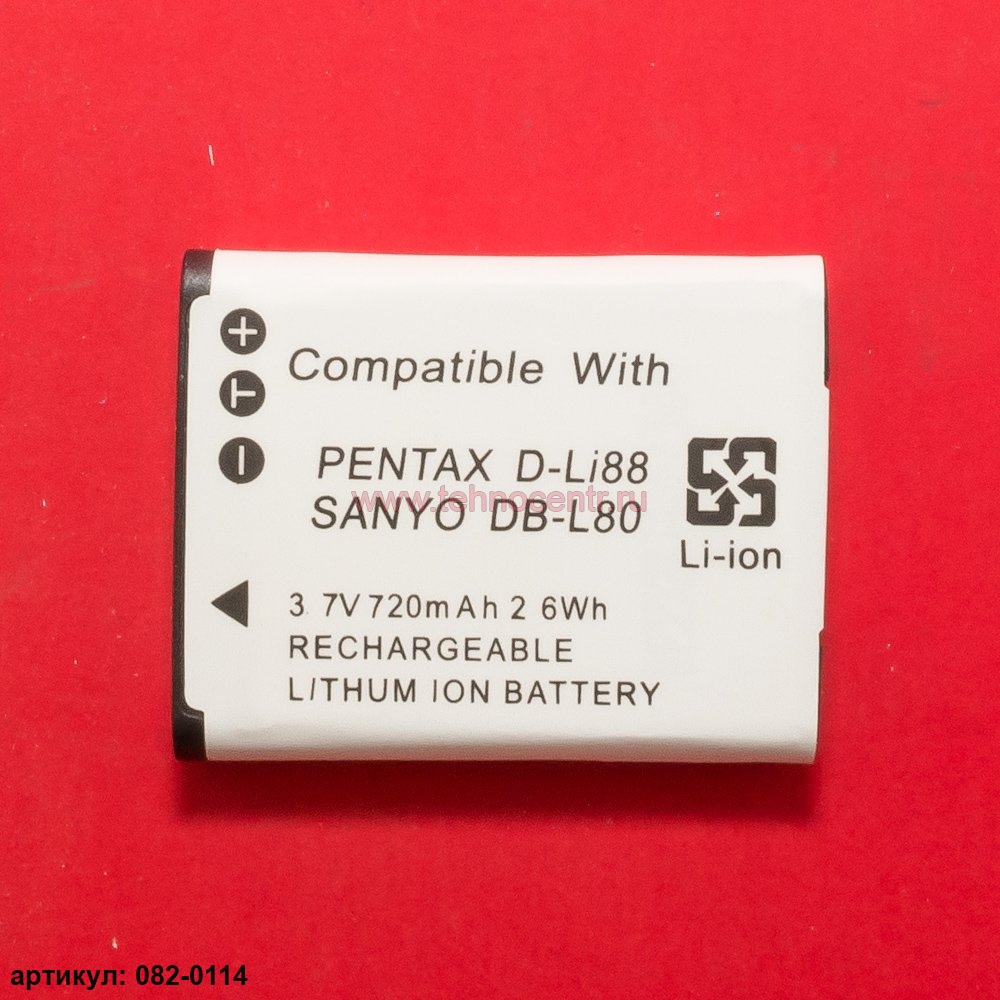 Compatible With
PENTAX D-Li88
www.tehnocentr.ru
SANYO DB-L80
Li-ion
3 7V 720mAh 2 6Wh
RECHARGEABLE
LITHUM ION BATTERY
артикул: 082-0114